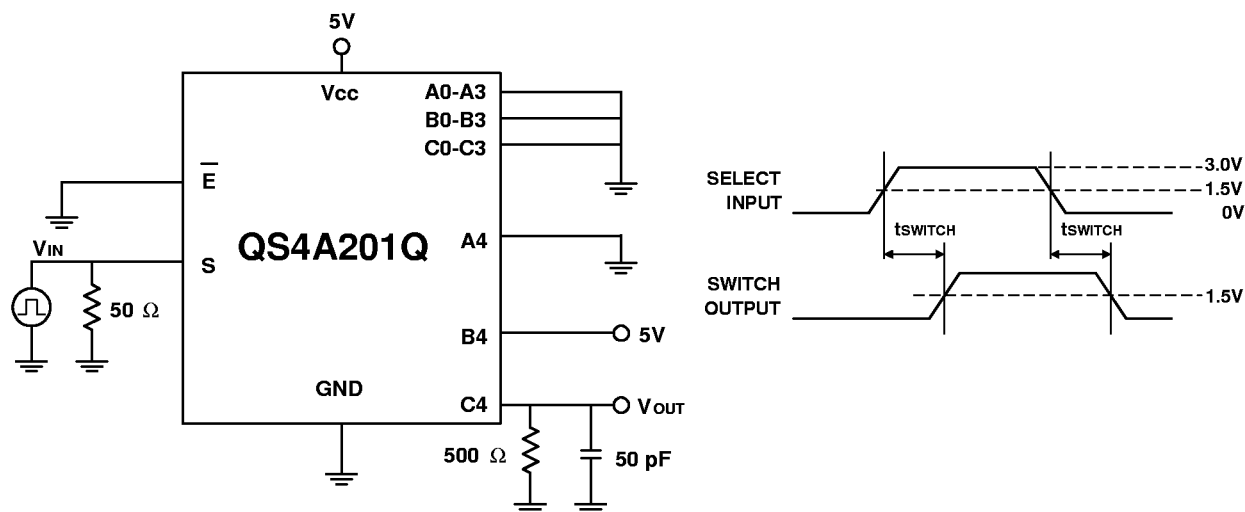 5V
Vcc
A0-A3
B0-B3
C0-C3
E
VIN
S
50 Ω
QS4A201Q
A4
B4
5V
GND
C4
VOUT
500 Ω
50 pF
SELECT
INPUT
3.0V
1.5V
0V
tSWITCH
tSWITCH
SWITCH
OUTPUT
1.5V